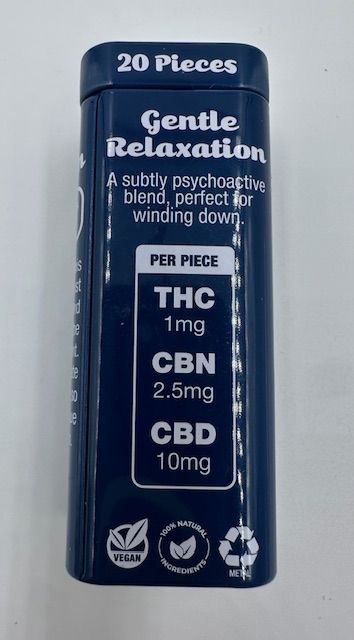 20 Pieces
Gentle
Relaxation
A subtly psychoactive
blend, perfect for
winding down.
PER PIECE
THC
1mg
CBN
2.5mg
CBD
10mg
VEGAN
100% NATURAL
INGREDIENTS
METAL